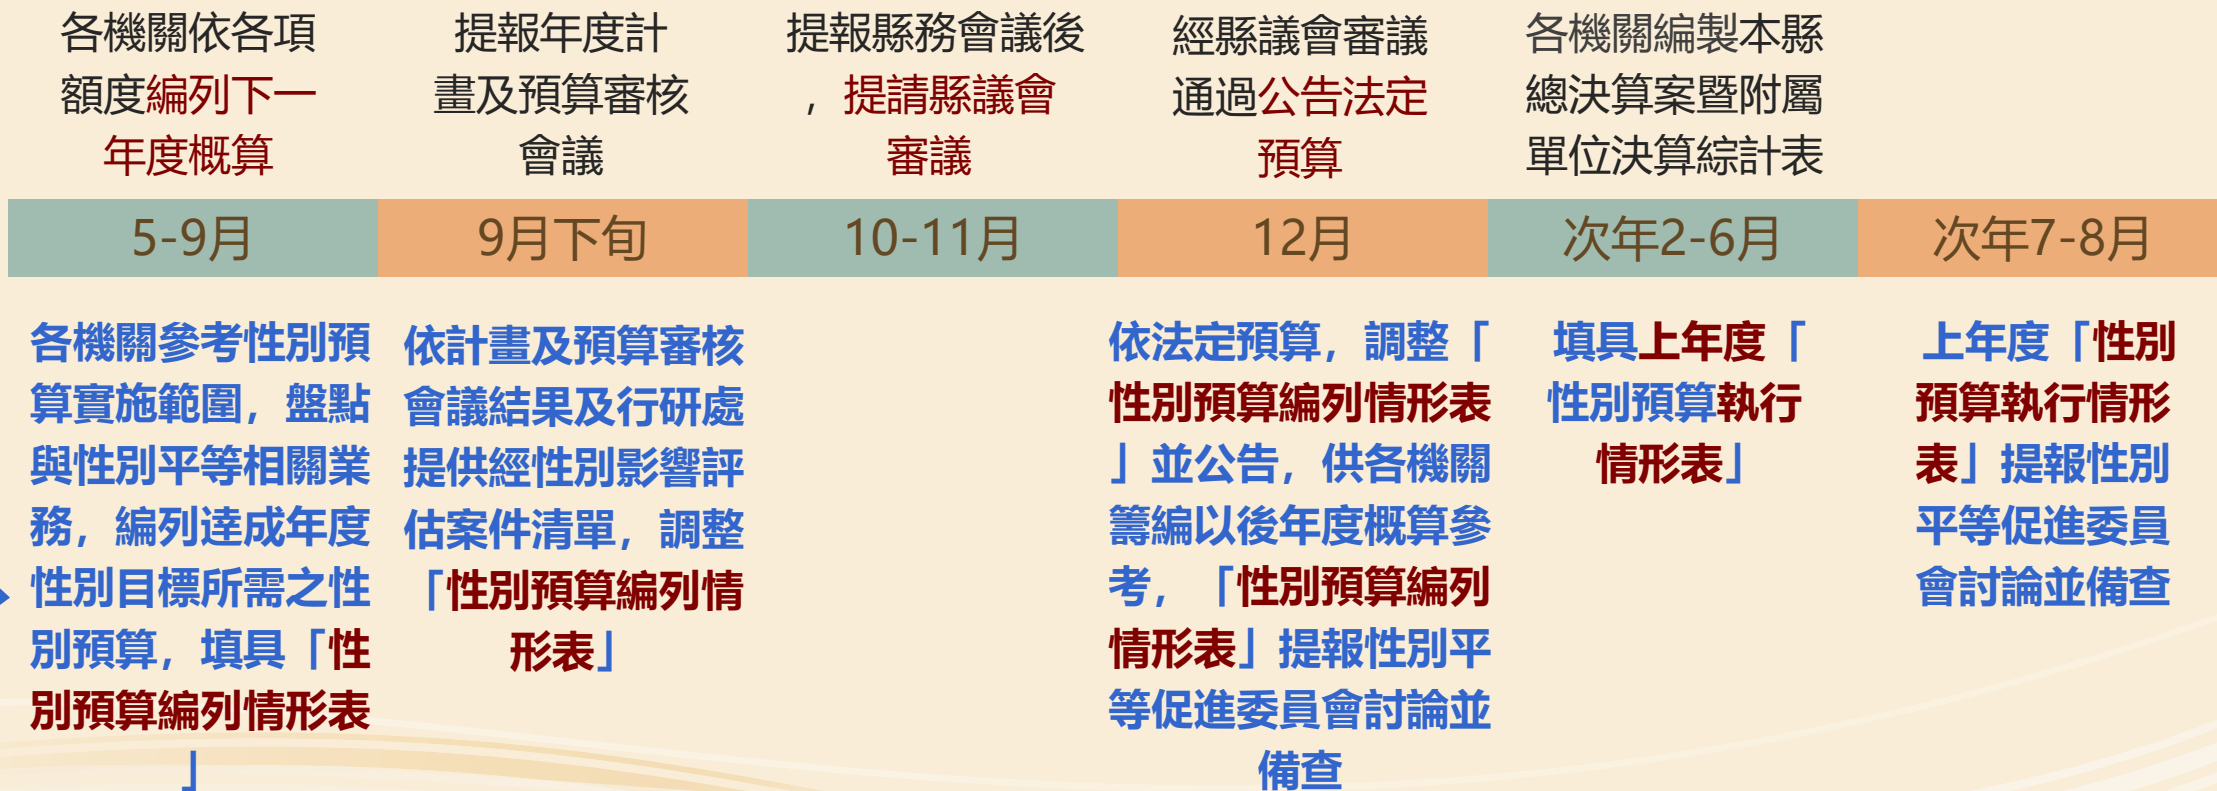 各機關依各項
額度編列下一
年度概算
提報年度計
畫及預算審核
會議
提報縣務會議後
，提請縣議會
審議
經縣議會審議
通過公告法定
預算
各機關編製本縣
總決算案暨附屬
單位決算綜計表
5-9月
9月下旬
10-11月
12月
次年2-6月
次年7-8月
各機關參考性別預
算實施範圍，盤點
與性別平等相關業
務，編列達成年度
性別目標所需之性
別預算，填具「性
別預算編列情形表
」
依計畫及預算審核
會議結果及行研處
提供經性別影響評
估案件清單，調整
「性別預算編列情
形表」
依法定預算，調整「
性別預算編列情形表
」並公告，供各機關
籌編以後年度概算參
考，「性別預算編列
情形表」提報性別平
等促進委員會討論並
備查
填具上年度「
性別預算執行
情形表」
上年度「性別
預算執行情形
表」提報性別
平等促進委員
會討論並備查